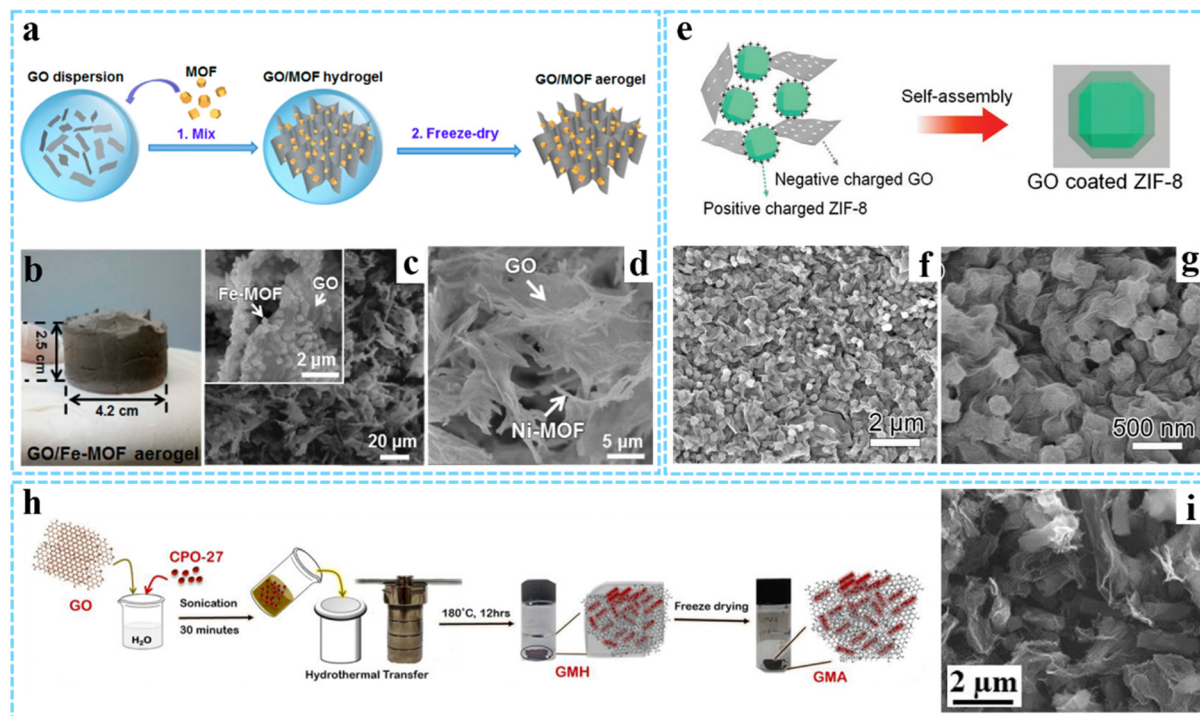 a
GO dispersion
MOF
GO/MOF hydrogel
GO/MOF aerogel
1. Mix
2. Freeze-dry
b
2.5 cm
4.2 cm
GO/Fe-MOF aerogel
c
Fe-MOF
GO
2 μm
20 μm
d
GO
Ni-MOF
5 μm
e
Self-assembly
Negative charged GO
Positive charged ZIF-8
GO coated ZIF-8
f
2 μm
g
500 nm
h
GO
CPO-27
H₂O
Sonication
30 minutes
Hydrothermal Transfer
180°C, 12hrs
GMH
Freeze drying
GMA
i
2 μm